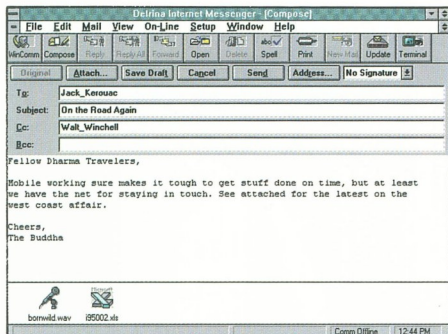 Delrina Internet Messenger - [Compose]
File Edit Mail View On-Line Setup Window Help
WinComm Compose Reply Reply All Forward Open Delete Spell Print New Mail Update Terminal
Original Attach... Save Draft Cancel Send Address... No Signature
To: Jack_Kerouac
Subject: On the Road Again
Cc: Walt_Winchell
Bcc:
Fellow Dharma Travelers,
Mobile working sure makes it tough to get stuff done on time, but at least
we have the net for staying in touch. See attached for the latest on the
west coast affair.
Cheers,
The Buddha
bornwild.wav i95002.xls
Comm Offline 12:44 PM